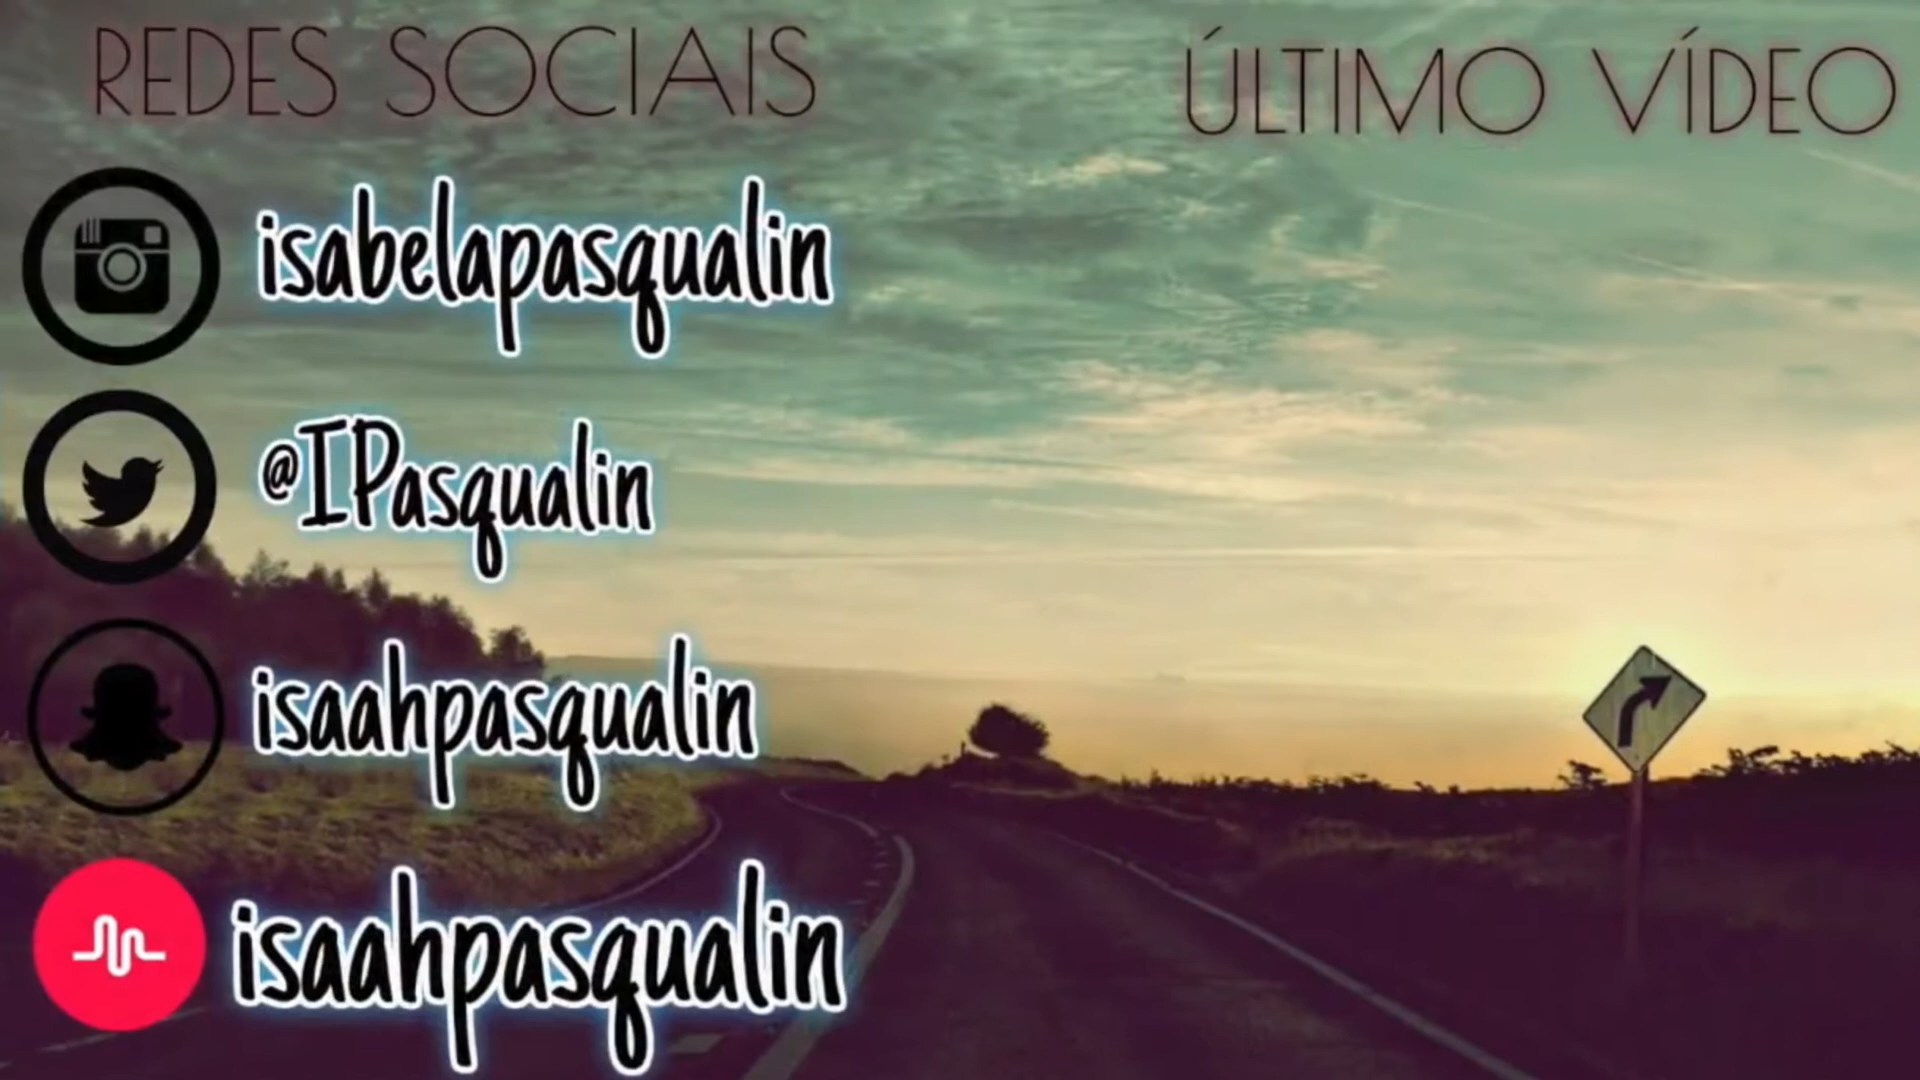 REDES SOCIAIS
ÚLTIMO VÍDEO
isabelapasqualin
@IPasqualin
isaahpasqualin
isaahpasqualin